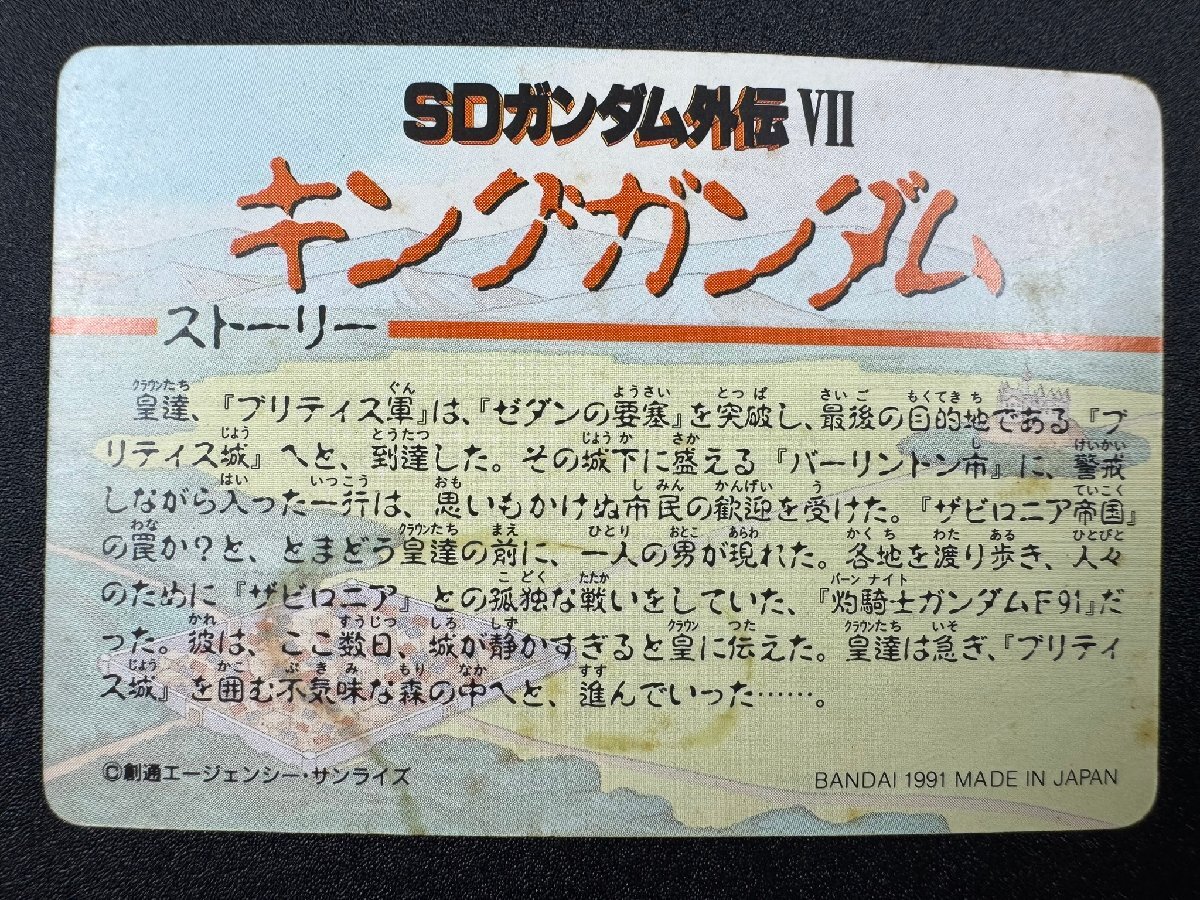 SDガンダム外伝 VII
キングガンダム
ストーリー
皇達、『ブリティス軍』は、『ゼダンの要塞』を突破し、最後の目的地である『ブ
リティス城』へと、到達した。その城下に盛える『バーリントン市』に、警戒
しながら入った一行は、思いもかけぬ市民の歓迎を受けた。『ザビロニア帝国』
の罠か?と、とまどう皇達の前に、一人の男が現れた。各地を渡り歩き、人々
のために『ザビロニア』との孤独な戦いをしていた、『灼騎士ガンダムF91』だ
った。彼は、ここ数日、城が静かすぎると皇に伝えた。皇達は急ぎ、『ブリティ
ス城』を囲む不気味な森の中へと、進んでいった……。
©創通エージェンシー・サンライズ
BANDAI 1991 MADE IN JAPAN